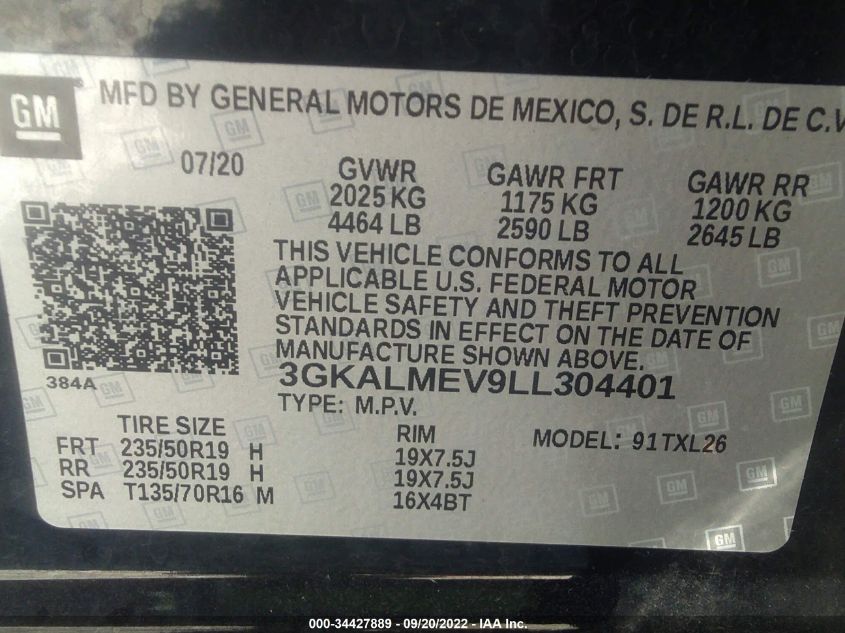 GM ® MFD BY GENERAL MOTORS DE MEXICO, S. DE R.L. DE C.V
07/20
GVWR
2025 KG
4464 LB
GAWR FRT
1175 KG
2590 LB
GAWR RR
1200 KG
2645 LB
THIS VEHICLE CONFORMS TO ALL
APPLICABLE U.S. FEDERAL MOTOR
VEHICLE SAFETY AND THEFT PREVENTION
STANDARDS IN EFFECT ON THE DATE OF
MANUFACTURE SHOWN ABOVE.
384A
3GKALMEV9LL304401
TYPE: M.P.V.
TIRE SIZE
FRT 235/50R19 H
RR 235/50R19 H
SPA T135/70R16 M
RIM
19X7.5J
19X7.5J
16X4BT
MODEL: 91TXL26
GM
000-34427889 - 09/20/2022 - IAA Inc.